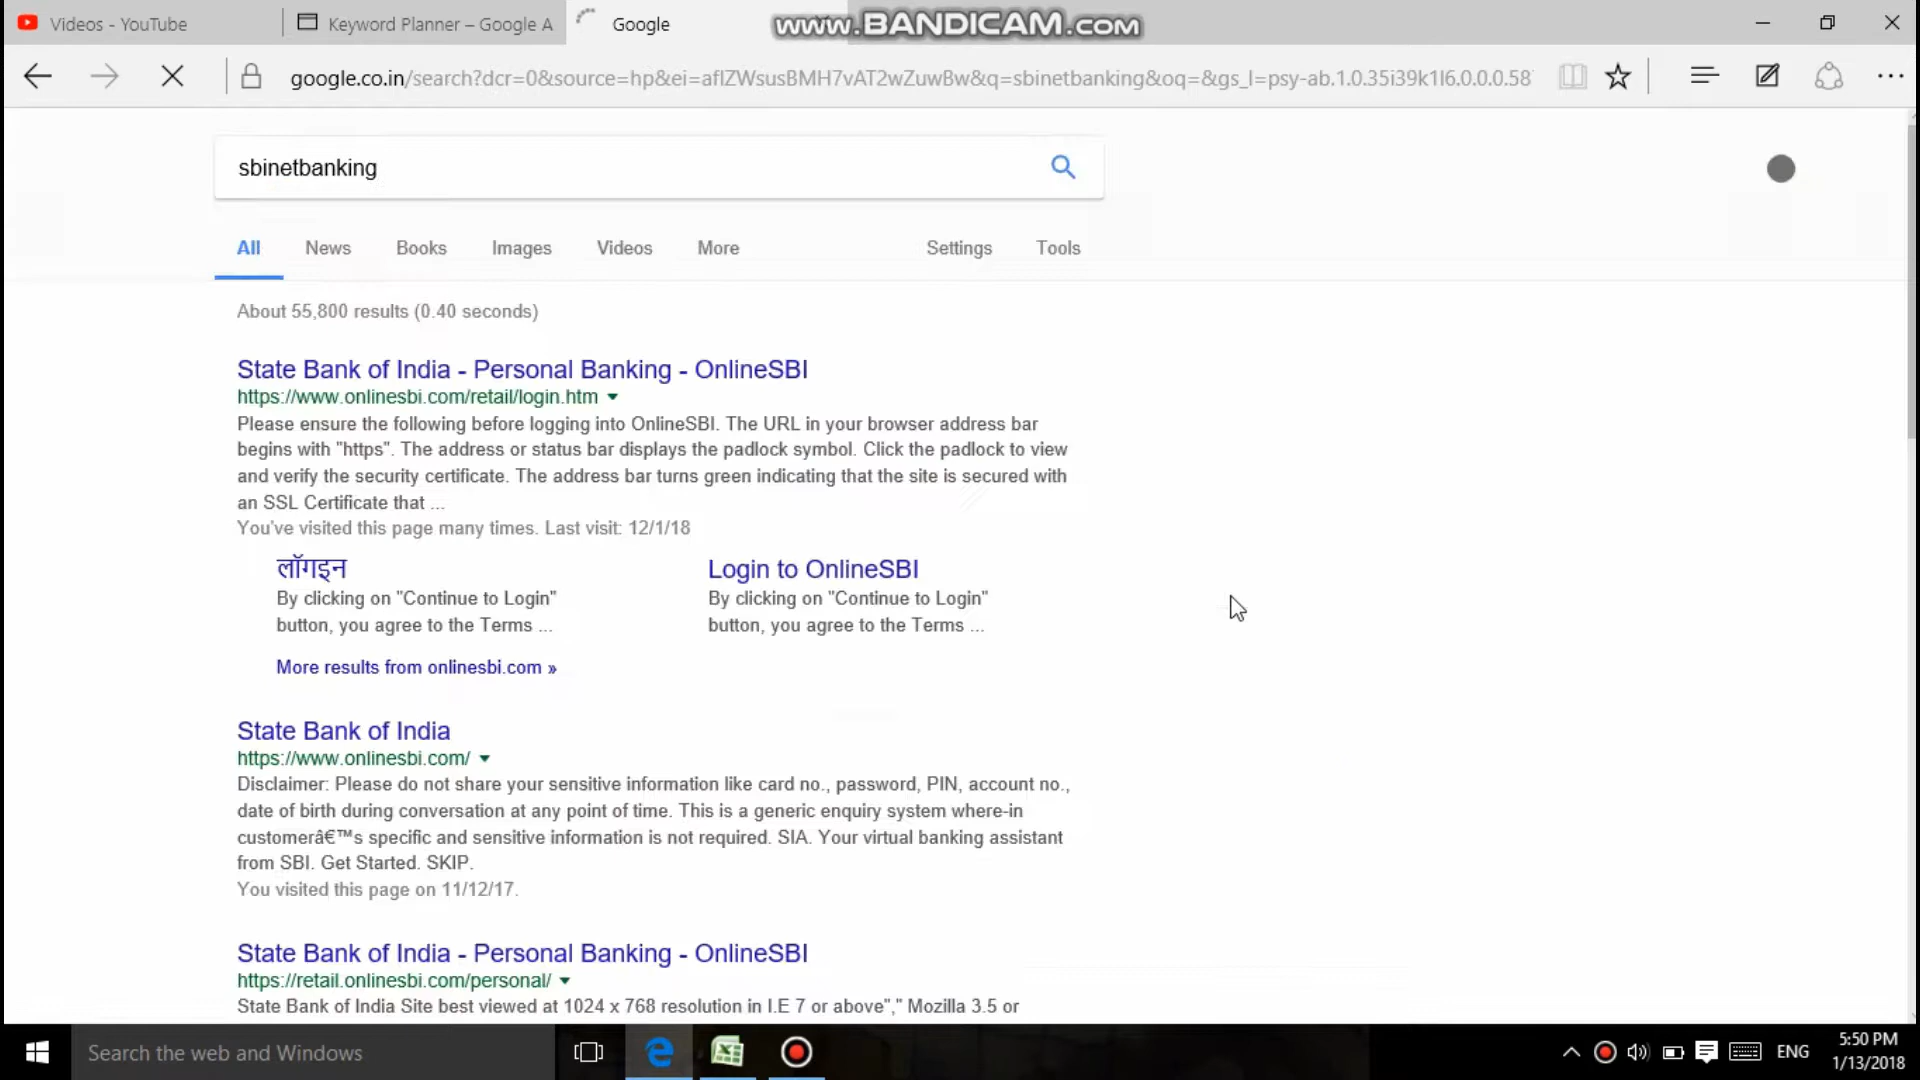 Videos - YouTube
Keyword Planner – Google A
Google
www.BANDICAM.com
google.co.in/search?dcr=0&source=hp&ei=aflZWsusBMH7vAT2wZuwBw&q=sbinetbanking&oq=&gs_l=psy-ab.1.0.35i39k1l6.0.0.0.58
sbinetbanking
All News Books Images Videos More Settings Tools
About 55,800 results (0.40 seconds)
State Bank of India - Personal Banking - OnlineSBI
https://www.onlinesbi.com/retail/login.htm
Please ensure the following before logging into OnlineSBI. The URL in your browser address bar
begins with "https". The address or status bar displays the padlock symbol. Click the padlock to view
and verify the security certificate. The address bar turns green indicating that the site is secured with
an SSL Certificate that ...
You've visited this page many times. Last visit: 12/1/18
लॉगइन
By clicking on "Continue to Login"
button, you agree to the Terms ...
Login to OnlineSBI
By clicking on "Continue to Login"
button, you agree to the Terms ...
More results from onlinesbi.com »
State Bank of India
https://www.onlinesbi.com/
Disclaimer: Please do not share your sensitive information like card no., password, PIN, account no.,
date of birth during conversation at any point of time. This is a generic enquiry system where-in
customerâ€™s specific and sensitive information is not required. SIA. Your virtual banking assistant
from SBI. Get Started. SKIP.
You visited this page on 11/12/17.
State Bank of India - Personal Banking - OnlineSBI
https://retail.onlinesbi.com/personal/
State Bank of India Site best viewed at 1024 x 768 resolution in I.E 7 or above"," Mozilla 3.5 or
Search the web and Windows
ENG
5:50 PM
1/13/2018